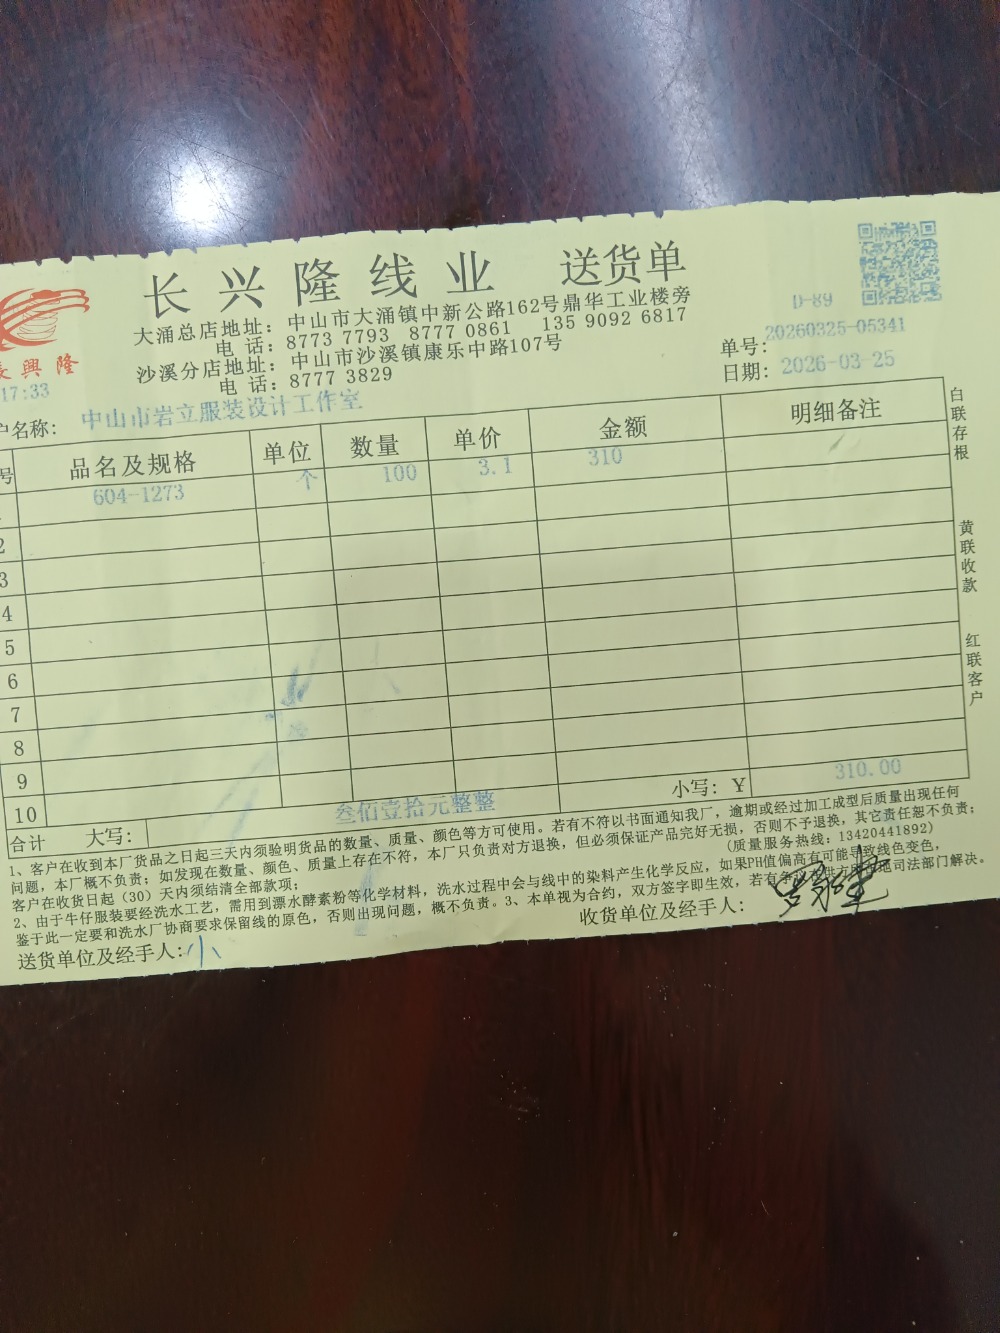 长兴隆线业 送货单
大涌总店地址：中山市大涌镇中新公路162号鼎华工业楼旁
电 话：8773 7793 8777 0861 135 9092 6817
沙溪分店地址：中山市沙溪镇康乐中路107号
电 话：8777 3829
長興隆
17:33
D-89
单号：20260325-05341
日期：2026-03-25
户名称：中山市岩立服装设计工作室
号 品名及规格 单位 数量 单价 金额 明细备注
1 604-1273 个 100 3.1 310
2
3
4
5
6
7
8
9
10
合计 大写：叁佰壹拾元整整 小写：Y 310.00
白联存根
黄联收款
红联客户
1、客户在收到本厂货品之日起三天内须验明货品的数量、质量、颜色等方可使用。若有不符以书面通知我厂，逾期或经过加工成型后质量出现任何
问题，本厂概不负责；如发现在数量、颜色、质量上存在不符，本厂只负责对方退换，但必须保证产品完好无损，否则不予退换，其它责任恕不负责；
客户在收货日起（30）天内须结清全部款项；
（质量服务热线：13420441892）
2、由于牛仔服装要经洗水工艺，需用到漂水酵素粉等化学材料，洗水过程中会与线中的染料产生化学反应，如果PH值偏高有可能导致线色变色，
鉴于此一定要和洗水厂协商要求保留线的原色，否则出现问题，概不负责。3、本单视为合约，双方签字即生效，若有争议在供方所在地司法部门解决。
送货单位及经手人：小
收货单位及经手人：